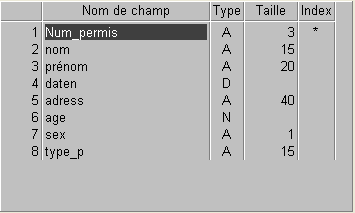 Nom de champ Type Taille Index
1 Num_permis A 3 *
2 nom A 15
3 prénom A 20
4 daten D
5 adress A 40
6 age N
7 sex A 1
8 type_p A 15